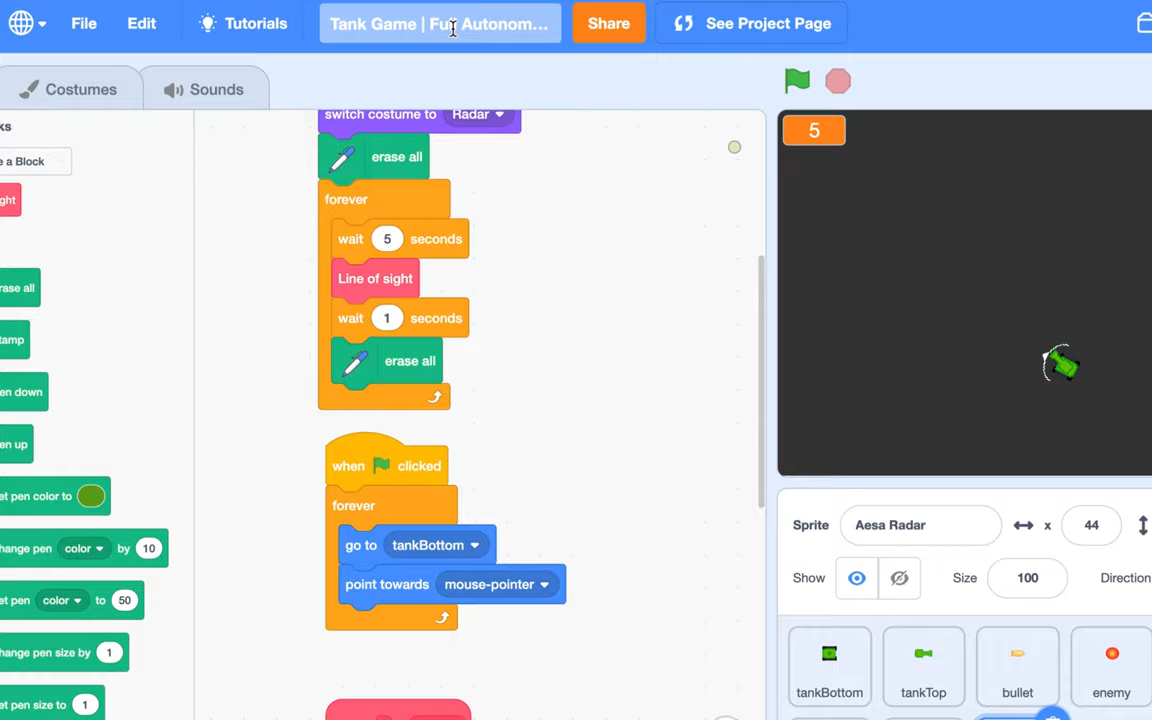 File
Edit
Tutorials
Tank Game | Fu Autonom...
Share
See Project Page
Costumes
Sounds
ks
e a Block
ght
rase all
amp
en down
en up
et pen color to
hange pen color by 10
et pen color to 50
hange pen size by 1
et pen size to 1
switch costume to Radar
erase all
forever
wait 5 seconds
Line of sight
wait 1 seconds
erase all
when clicked
forever
go to tankBottom
point towards mouse-pointer
5
Sprite Aesa Radar x 44
Show Size 100 Direction
tankBottom
tankTop
bullet
enemy